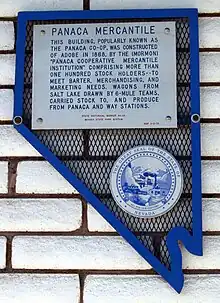 PANACA MERCANTILE
THIS BUILDING, POPULARLY KNOWN AS
THE PANACA CO-OP, WAS CONSTRUCTED
OF ADOBE IN 1868, BY THE (MORMON)
"PANACA COOPERATIVE MERCANTILE
INSTITUTION" COMPRISING MORE THAN
ONE HUNDRED STOCK HOLDERS--TO
MEET BARTER, MERCHANDISING, AND
MARKETING NEEDS. WAGONS FROM
SALT LAKE DRAWN BY 6-MULE TEAMS,
CARRIED STOCK TO, AND PRODUCE
FROM PANACA AND WAY STATIONS.
STATE HISTORICAL MARKER
NEVADA STATE PARK SYSTEM